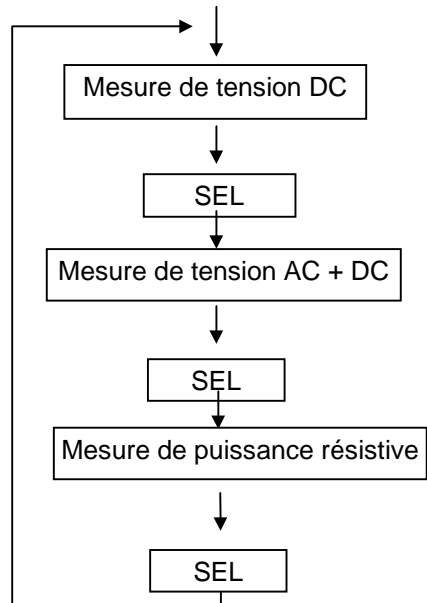 Mesure de tension DC
SEL
Mesure de tension AC + DC
SEL
Mesure de puissance résistive
SEL